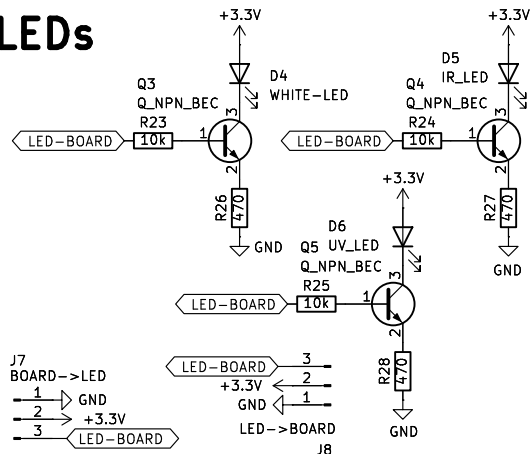 LEDs
+3.3V
D4
WHITE-LED
Q3
Q_NPN_BEC
3
R23
LED-BOARD
10k
1
2
R26
470
GND
+3.3V
D5
IR_LED
Q4
Q_NPN_BEC
3
R24
LED-BOARD
10k
1
2
R27
470
GND
+3.3V
D6
UV_LED
Q5
Q_NPN_BEC
3
R25
LED-BOARD
10k
1
2
R28
470
GND
J7
BOARD->LED
1 GND
2 +3.3V
3 LED-BOARD
LED-BOARD 3
+3.3V 2
GND 1
LED->BOARD
J8